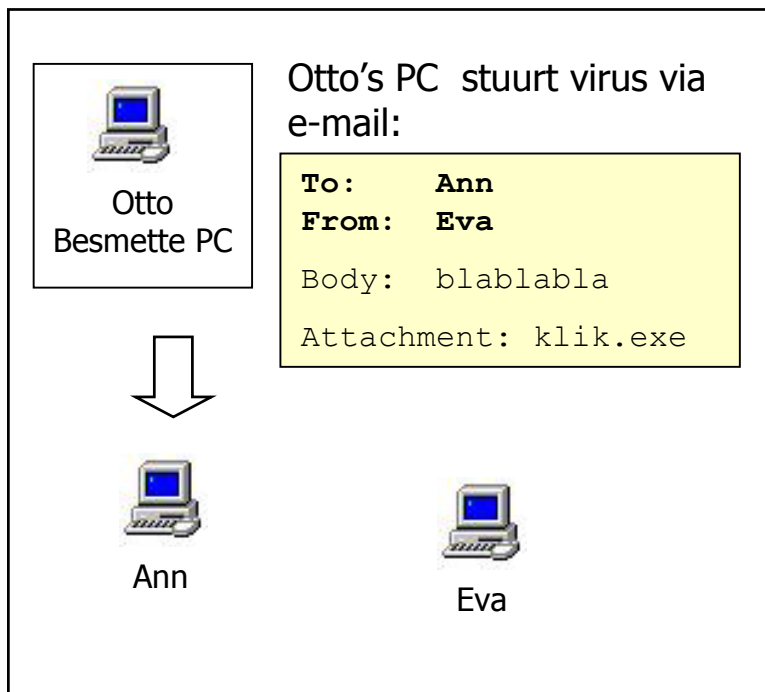 Otto's PC stuurt virus via
e-mail:
Otto
Besmette PC
To: Ann
From: Eva
Body: blablabla
Attachment: klik.exe
Ann
Eva